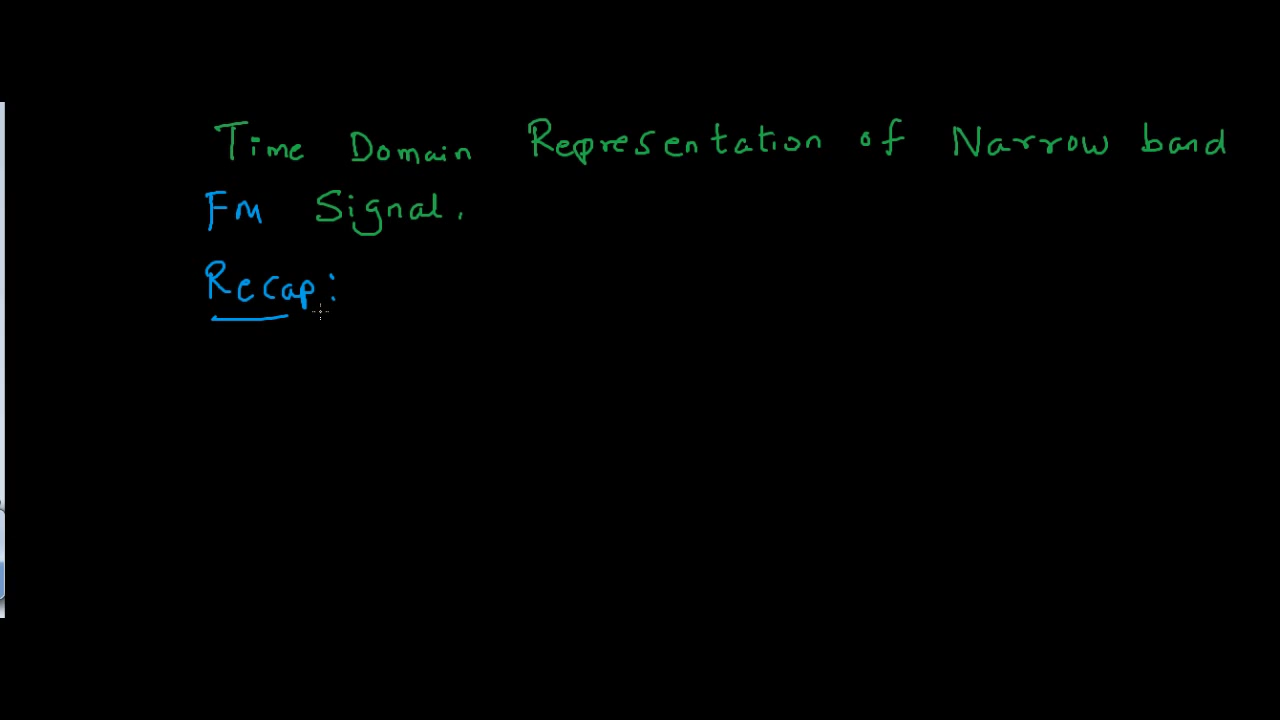 Time Domain Representation of Narrow band
Fm Signal.
Recap: